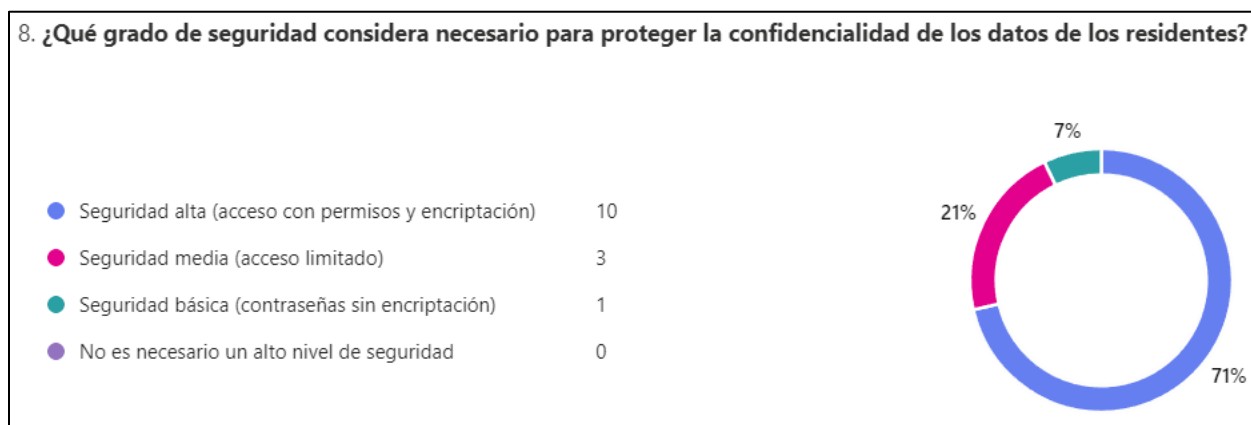 8. ¿Qué grado de seguridad considera necesario para proteger la confidencialidad de los datos de los residentes?
7%
Seguridad alta (acceso con permisos y encriptación) 10
21%
Seguridad media (acceso limitado) 3
Seguridad básica (contraseñas sin encriptación) 1
No es necesario un alto nivel de seguridad 0
71%